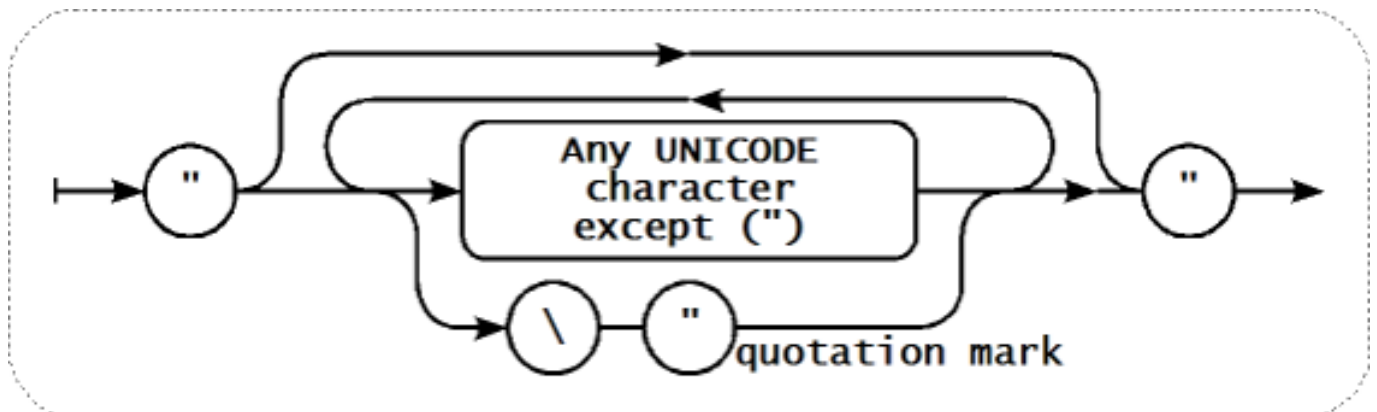 Any UNICODE
" character "
except (")
\ " quotation mark